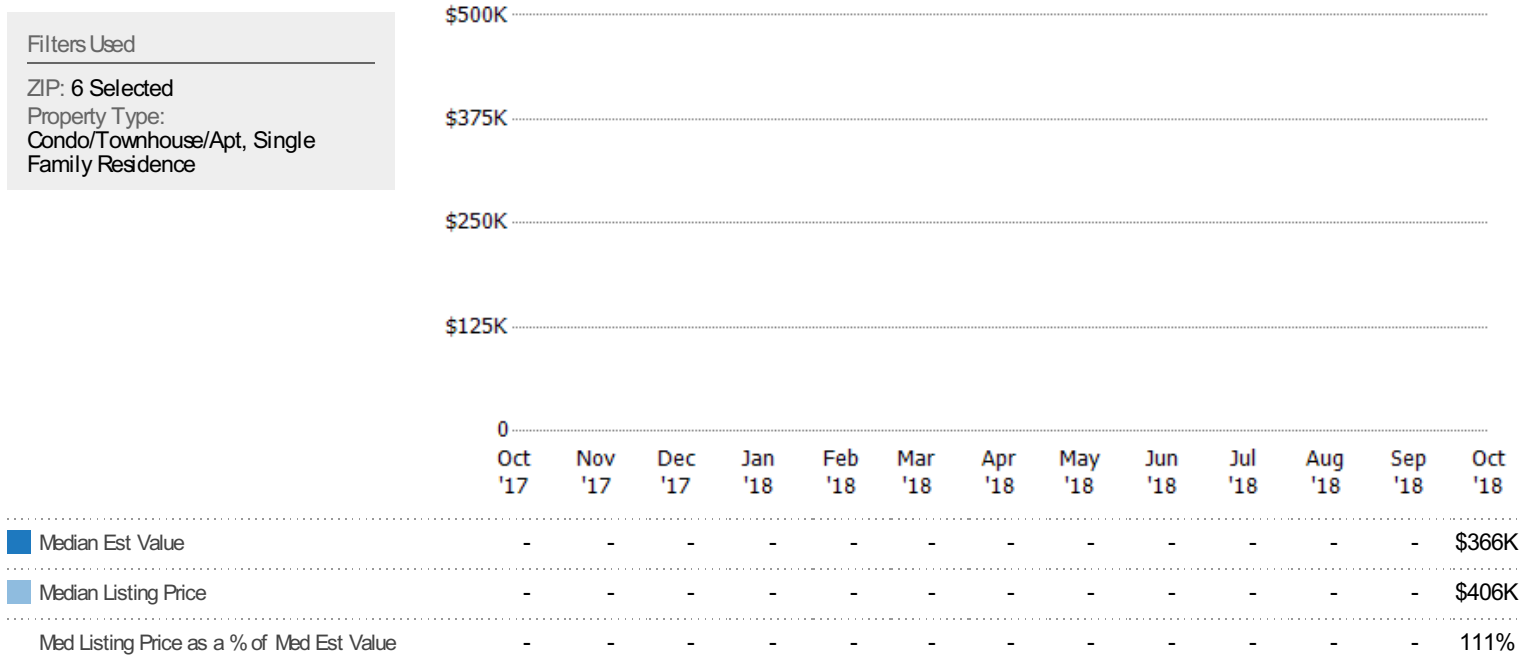 Filters Used
ZIP: 6 Selected
Property Type:
Condo/Townhouse/Apt, Single
Family Residence
$500K
$375K
$250K
$125K
0
Oct Nov Dec Jan Feb Mar Apr May Jun Jul Aug Sep Oct
'17 '17 '17 '18 '18 '18 '18 '18 '18 '18 '18 '18 '18
Median Est Value - - - - - - - - - - - - $366K
Median Listing Price - - - - - - - - - - - - $406K
Med Listing Price as a % of Med Est Value - - - - - - - - - - - - 111%